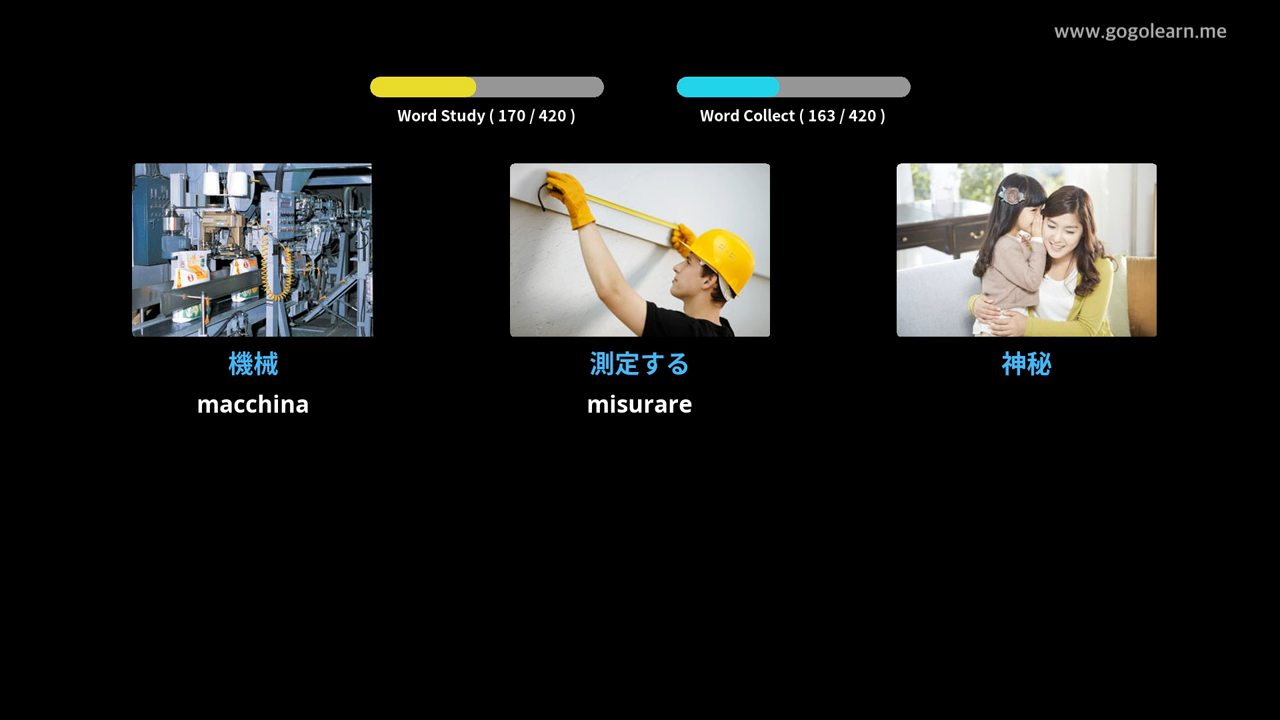 www.gogolearn.me
Word Study ( 170 / 420 )
Word Collect ( 163 / 420 )
機械
測定する
神秘
macchina
misurare